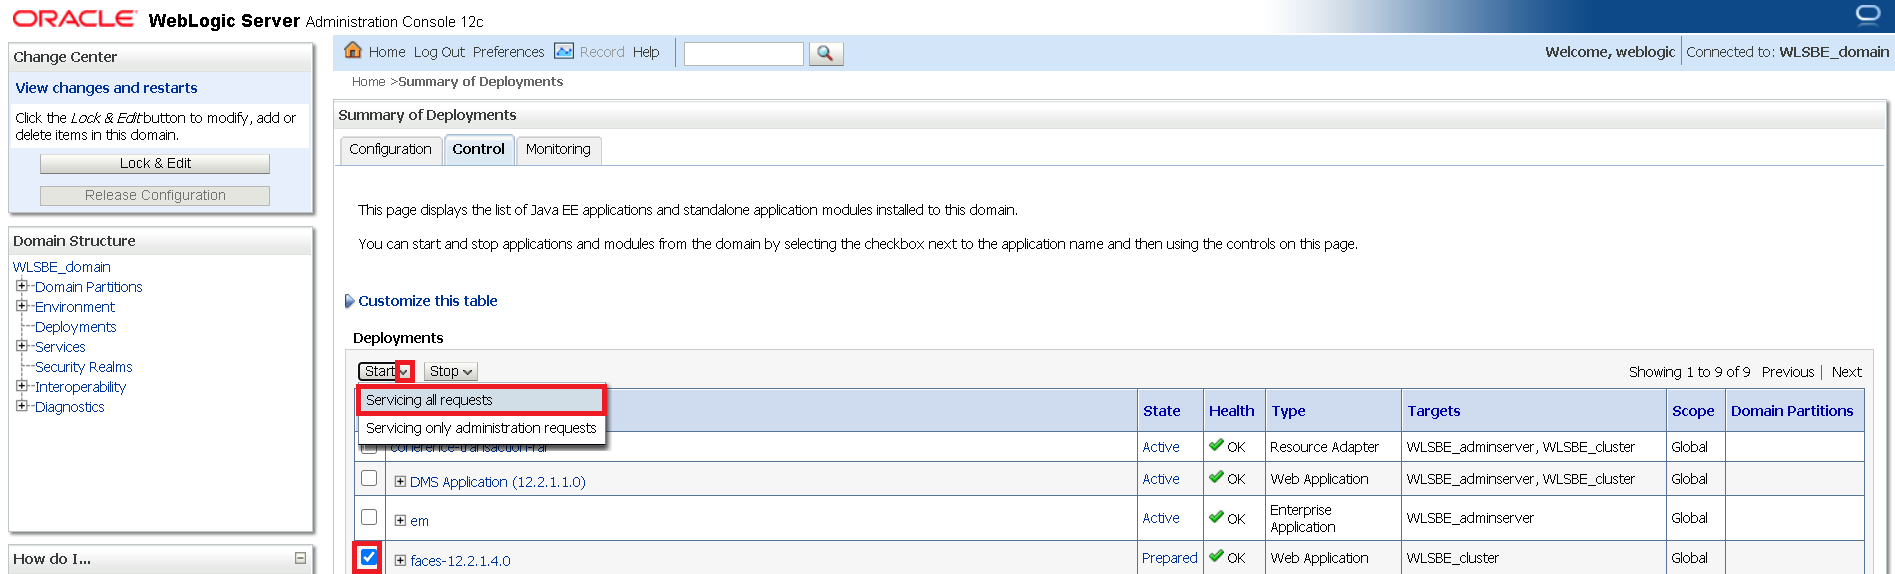 ORACLE WebLogic Server Administration Console 12c
Change Center
View changes and restarts
Click the Lock & Edit button to modify, add or
delete items in this domain.
Lock & Edit
Release Configuration
Domain Structure
WLSBE_domain
Domain Partitions
Environment
Deployments
Services
Security Realms
Interoperability
Diagnostics
How do I...
Home Log Out Preferences Record Help
Welcome, weblogic Connected to: WLSBE_domain
Home >Summary of Deployments
Summary of Deployments
Configuration Control Monitoring
This page displays the list of Java EE applications and standalone application modules installed to this domain.
You can start and stop applications and modules from the domain by selecting the checkbox next to the application name and then using the controls on this page.
Customize this table
Deployments
Start Stop Showing 1 to 9 of 9 Previous | Next
Servicing all requests
Servicing only administration requests
State Health Type Targets Scope Domain Partitions
coherence-transaction-rar Active OK Resource Adapter WLSBE_adminserver, WLSBE_cluster Global
DMS Application (12.2.1.1.0) Active OK Web Application WLSBE_adminserver, WLSBE_cluster Global
em Active OK Enterprise Application WLSBE_adminserver Global
faces-12.2.1.4.0 Prepared OK Web Application WLSBE_cluster Global